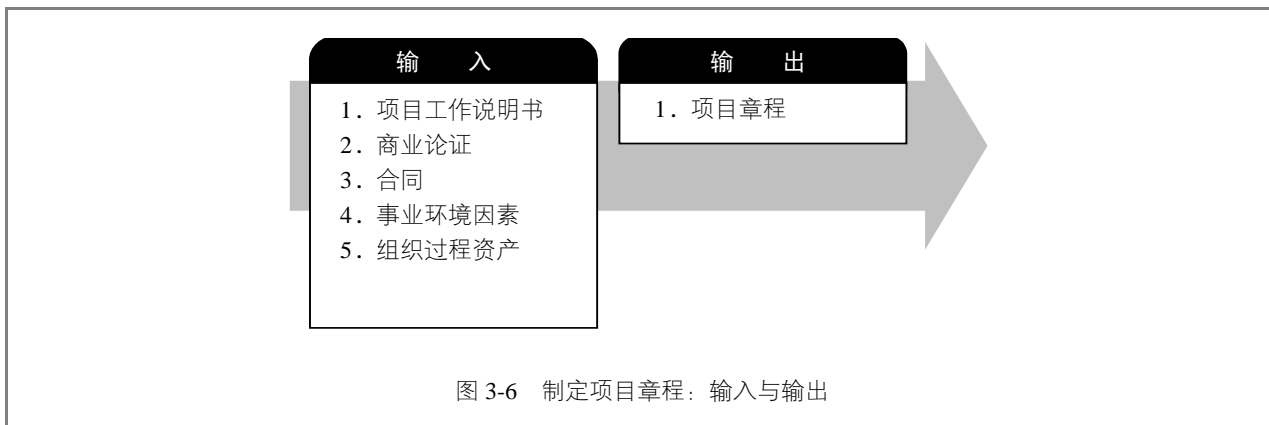 输 入
1．项目工作说明书
2．商业论证
3．合同
4．事业环境因素
5．组织过程资产
输 出
1．项目章程
图 3-6 制定项目章程：输入与输出